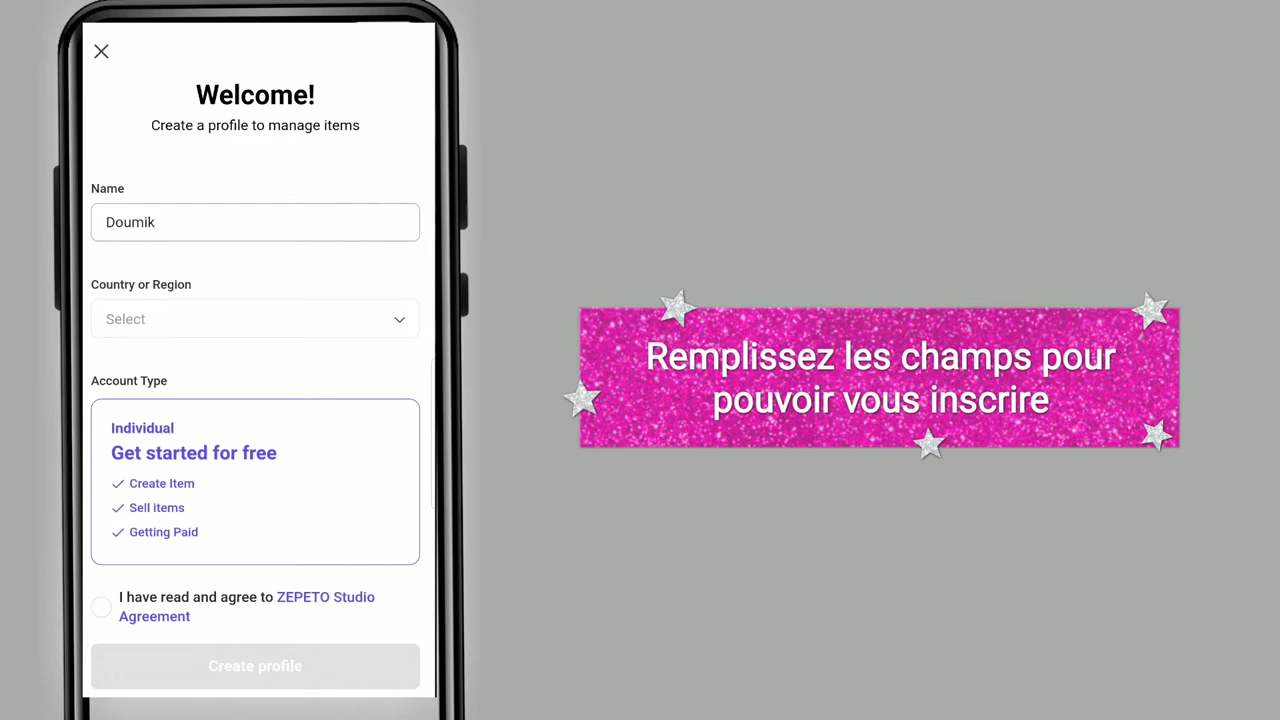 Welcome!
Create a profile to manage items
Name
Doumik
Country or Region
Select
Account Type
Individual
Get started for free
Create Item
Sell items
Getting Paid
I have read and agree to ZEPETO Studio
Agreement
Create profile
Remplissez les champs pour
pouvoir vous inscrire